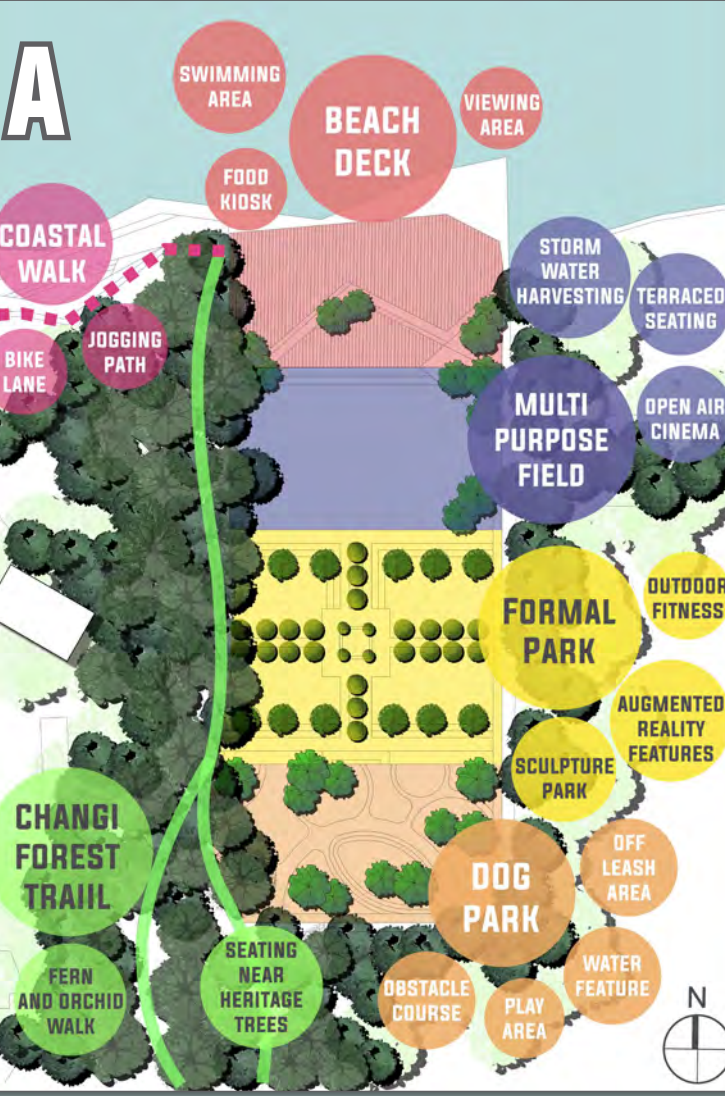 A
SWIMMING
AREA
BEACH
DECK
VIEWING
AREA
FOOD
KIOSK
COASTAL
WALK
JOGGING
PATH
BIKE
LANE
STORM
WATER
HARVESTING
TERRACED
SEATING
MULTI
PURPOSE
FIELD
OPEN AIR
CINEMA
FORMAL
PARK
OUTDOOR
FITNESS
AUGMENTED
REALITY
FEATURES
SCULPTURE
PARK
CHANGI
FOREST
TRAIIL
FERN
AND ORCHID
WALK
SEATING
NEAR
HERITAGE
TREES
DOG
PARK
OFF
LEASH
AREA
WATER
FEATURE
OBSTACLE
COURSE
PLAY
AREA
N